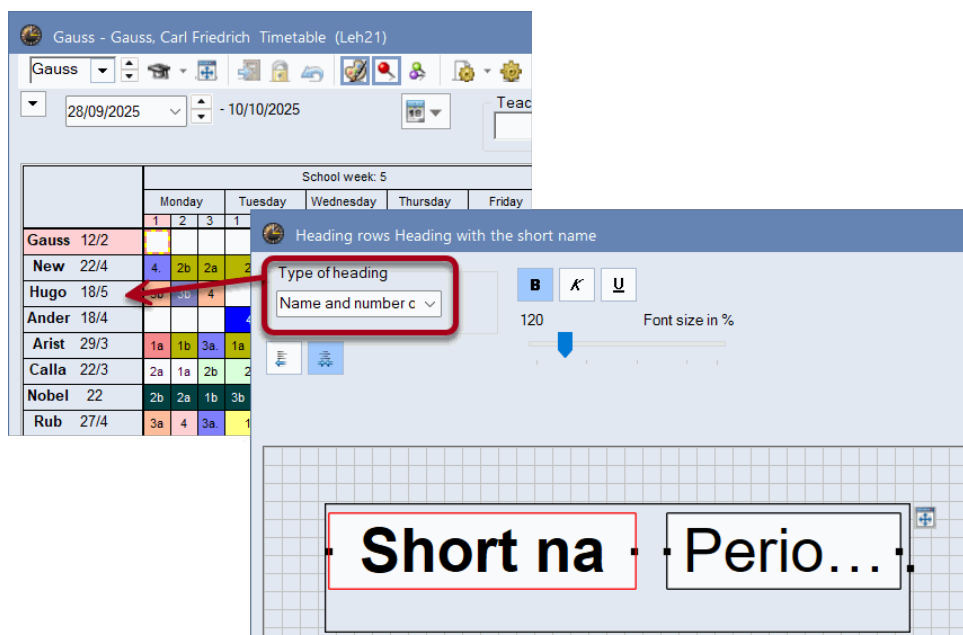 Gauss - Gauss, Carl Friedrich Timetable (Leh21)
Gauss
28/09/2025 - 10/10/2025
Teac
School week: 5
Monday Tuesday Wednesday Thursday Friday
1 2 3 1
Gauss 12/2
New 22/4 4. 2b 2a 2
Hugo 18/5 3b 3b 4
Ander 18/4 4
Arist 29/3 1a 1b 3a. 1a
Calla 22/3 2a 1a 2b 2
Nobel 22 2b 2a 1b 3b
Rub 27/4 3a 4 3a. 1
Heading rows Heading with the short name
Type of heading
Name and number o
B K U
120 Font size in %
Short na Perio...